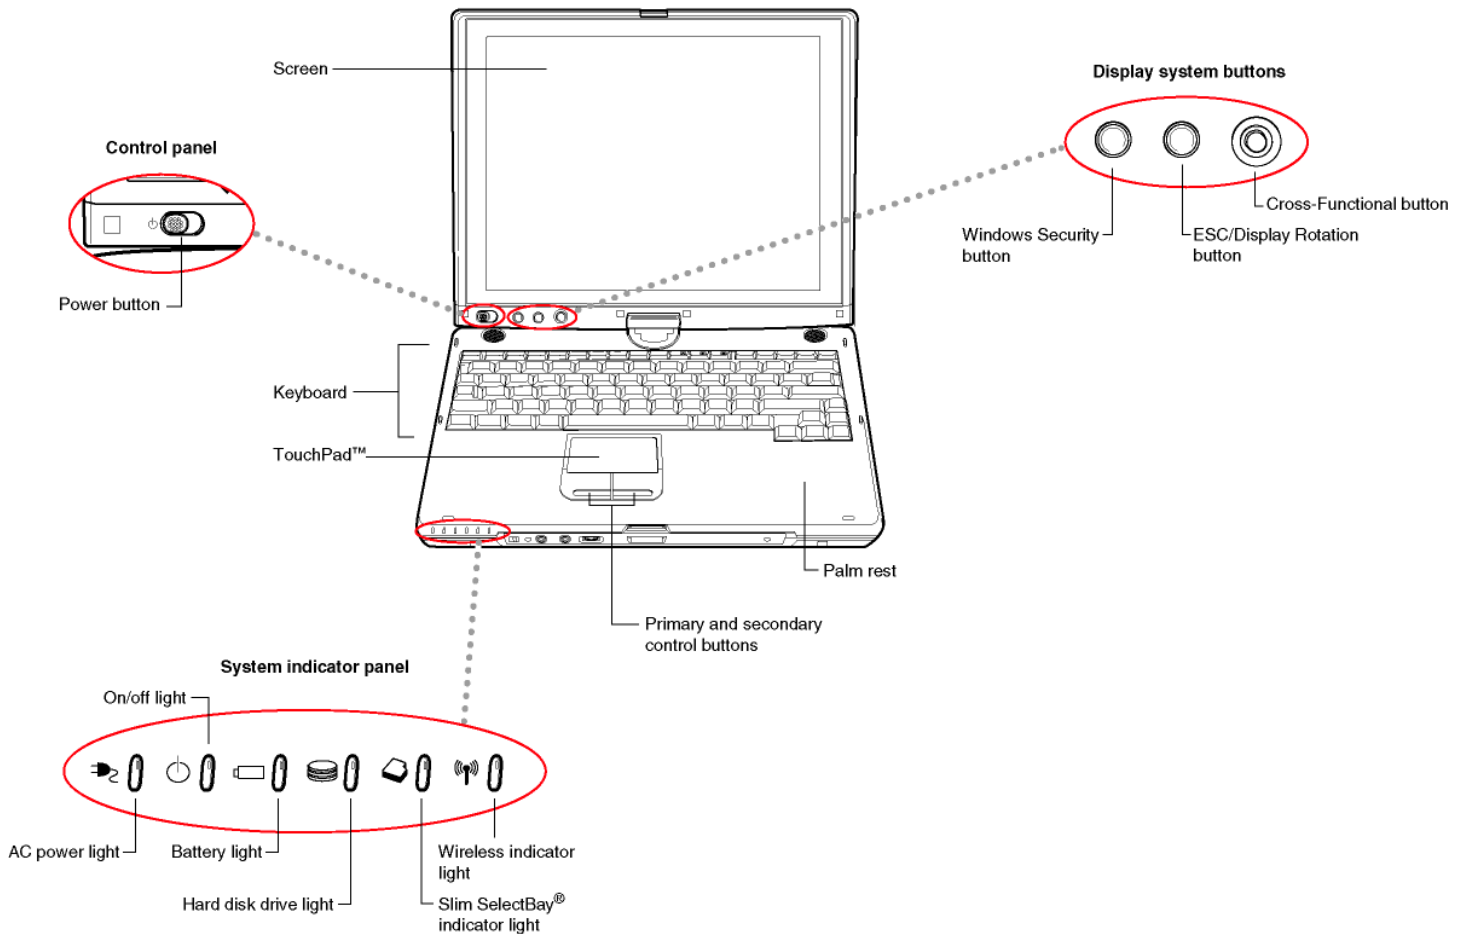 Screen
Display system buttons
Control panel
Cross-Functional button
Windows Security
button
ESC/Display Rotation
button
Power button
Keyboard
TouchPad™
Palm rest
Primary and secondary
control buttons
System indicator panel
On/off light
AC power light
Battery light
Wireless indicator
light
Hard disk drive light
Slim SelectBay®
indicator light